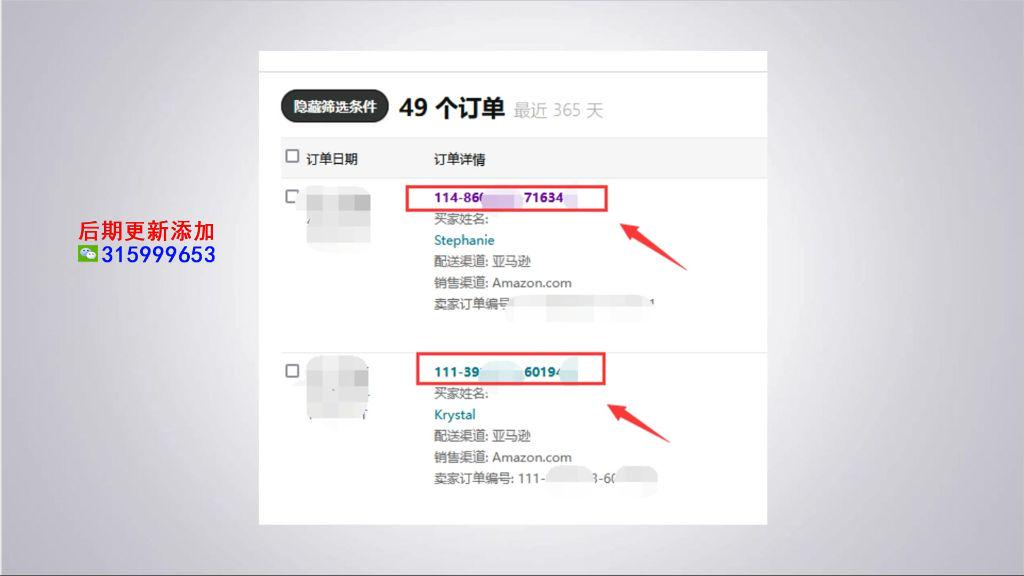 隐藏筛选条件 49 个订单 最近 365 天
订单日期 订单详情
114-860 71634
买家姓名:
Stephanie
配送渠道: 亚马逊
销售渠道: Amazon.com
卖家订单编号 1
后期更新添加
315999653
111-39 60194
买家姓名:
Krystal
配送渠道: 亚马逊
销售渠道: Amazon.com
卖家订单编号: 111- 3-60